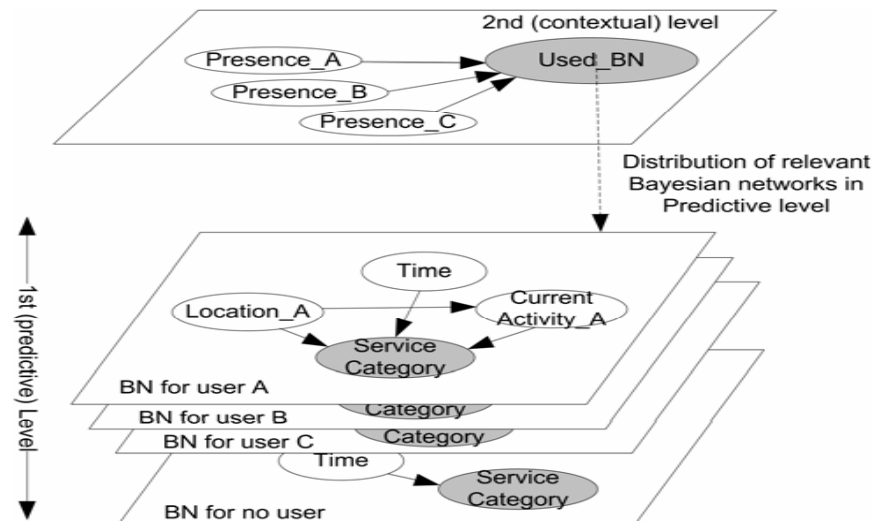 2nd (contextual) level
Presence_A
Used_BN
Presence_B
Presence_C
Distribution of relevant
Bayesian networks in
Predictive level
1st (predictive) Level
Time
Location_A
Current
Activity_A
Service
Category
BN for user A
Category
BN for user B
Category
BN for user C
Time
Service
Category
BN for no user